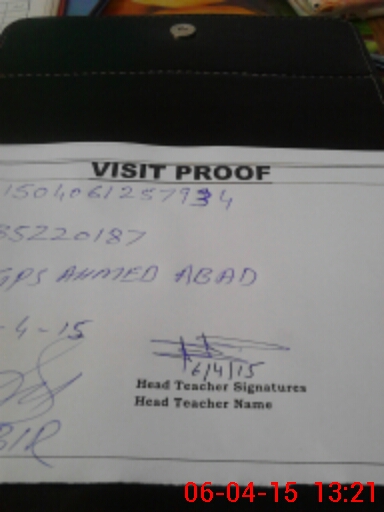 VISIT PROOF
1504061257934
35220187
GPS AHMED ABAD
-4-15
6/4/15
Head Teacher Signatures
Head Teacher Name
BIR
06-04-15 13:21